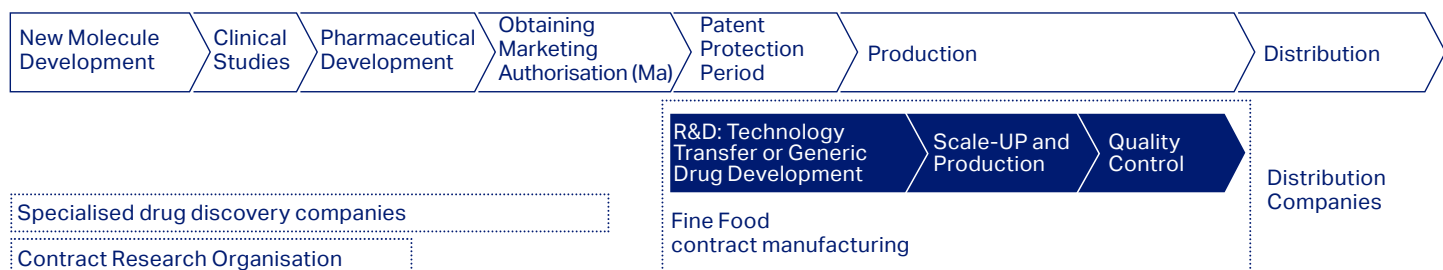 New Molecule
Development
Clinical
Studies
Pharmaceutical
Development
Obtaining
Marketing
Authorisation (Ma)
Patent
Protection
Period
Production
Distribution
R&D: Technology
Transfer or Generic
Drug Development
Scale-UP and
Production
Quality
Control
Distribution
Companies
Specialised drug discovery companies
Fine Food
contract manufacturing
Contract Research Organisation